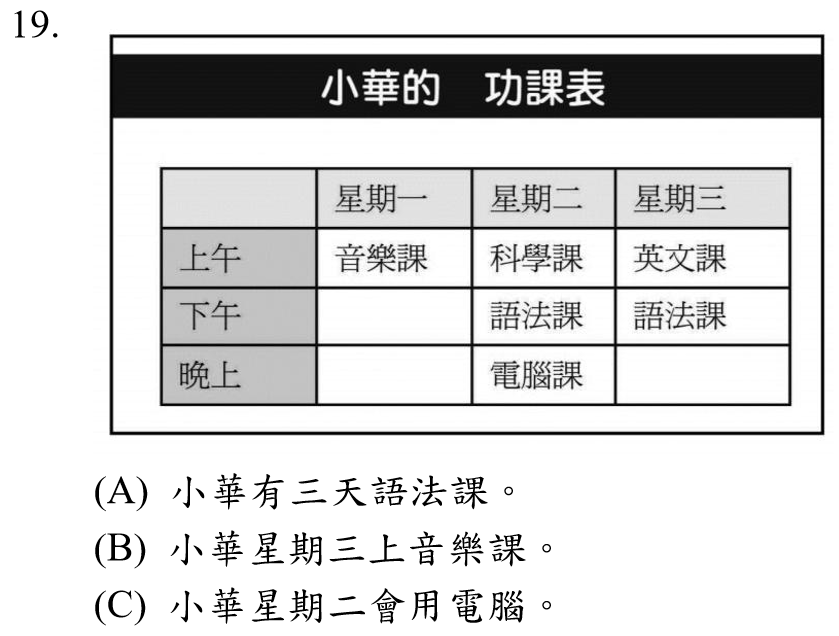 19.
小華的 功課表
星期一 星期二 星期三
上午 音樂課 科學課 英文課
下午 語法課 語法課
晚上 電腦課
(A) 小華有三天語法課。
(B) 小華星期三上音樂課。
(C) 小華星期二會用電腦。